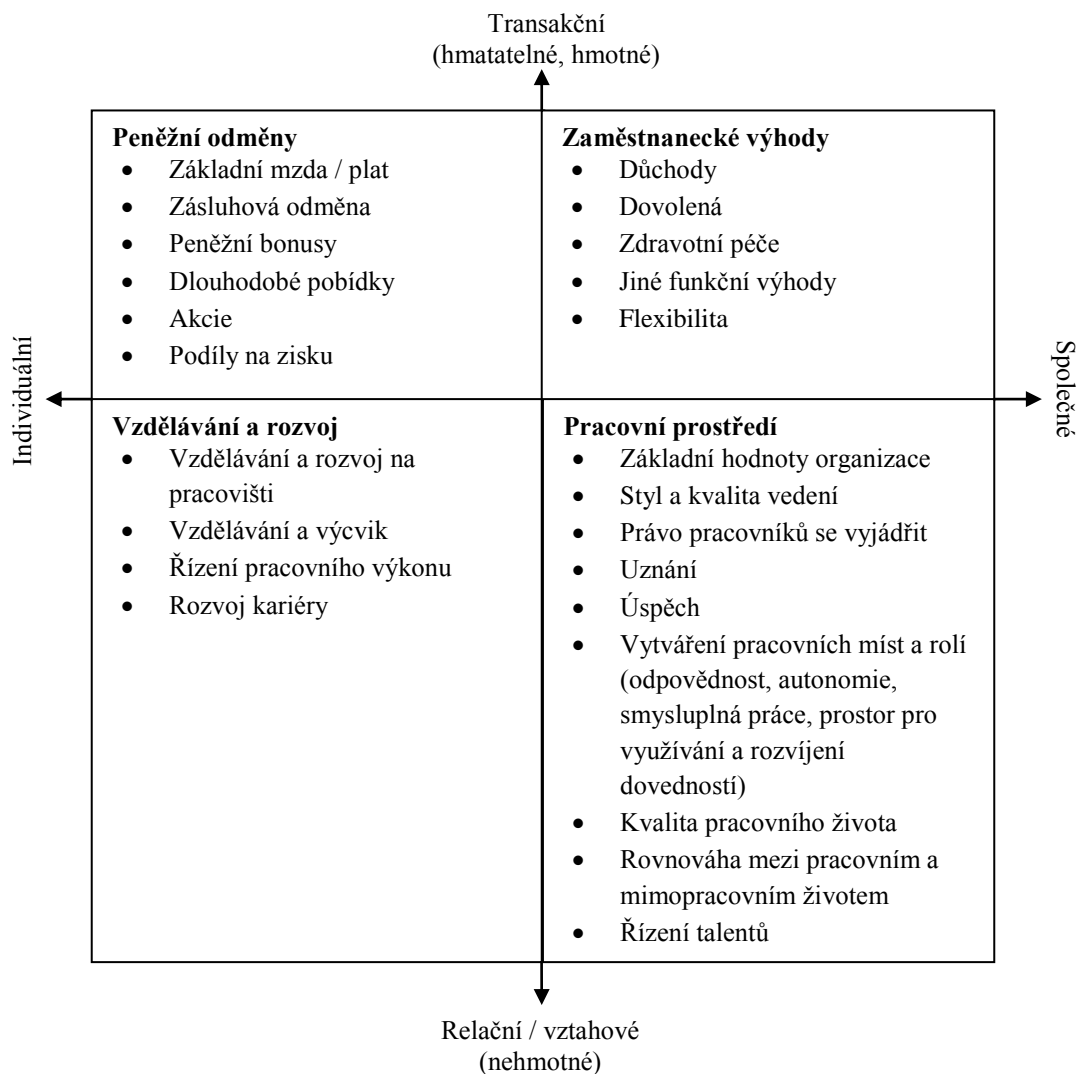 Transakční
(hmatatelné, hmotné)
Peněžní odměny
• Základní mzda / plat
• Zásluhová odměna
• Peněžní bonusy
• Dlouhodobé pobídky
• Akcie
• Podíly na zisku
Zaměstnanecké výhody
• Důchody
• Dovolená
• Zdravotní péče
• Jiné funkční výhody
• Flexibilita
Individuální
Společné
Vzdělávání a rozvoj
• Vzdělávání a rozvoj na
pracovišti
• Vzdělávání a výcvik
• Řízení pracovního výkonu
• Rozvoj kariéry
Pracovní prostředí
• Základní hodnoty organizace
• Styl a kvalita vedení
• Právo pracovníků se vyjádřit
• Uznání
• Úspěch
• Vytváření pracovních míst a rolí
(odpovědnost, autonomie,
smysluplná práce, prostor pro
využívání a rozvíjení
dovedností)
• Kvalita pracovního života
• Rovnováha mezi pracovním a
mimopracovním životem
• Řízení talentů
Relační / vztahové
(nehmotné)